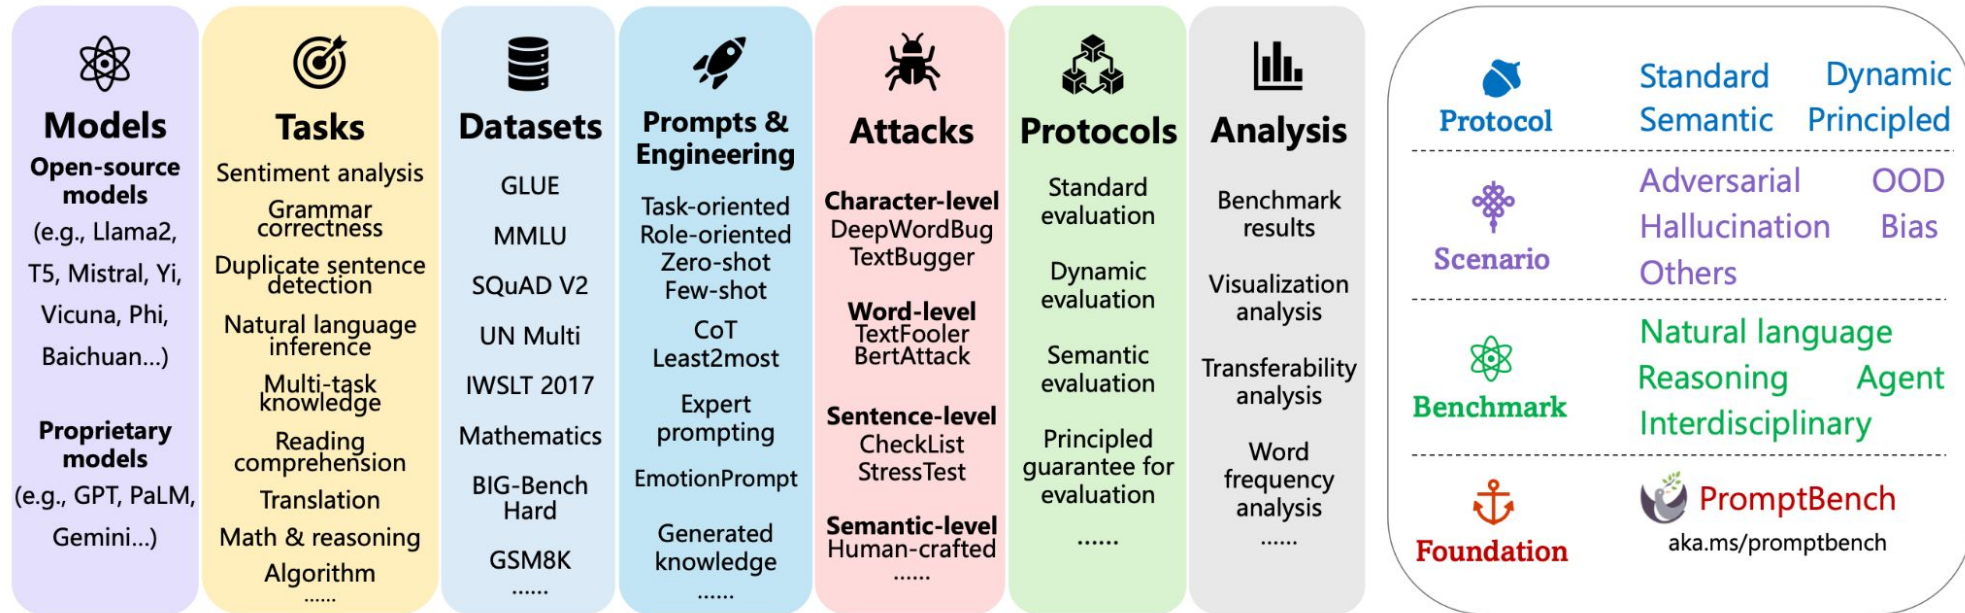 Models
Open-source
models
(e.g., Llama2,
T5, Mistral, Yi,
Vicuna, Phi,
Baichuan...)
Proprietary
models
(e.g., GPT, PaLM,
Gemini...)
Tasks
Sentiment analysis
Grammar
correctness
Duplicate sentence
detection
Natural language
inference
Multi-task
knowledge
Reading
comprehension
Translation
Math & reasoning
Algorithm
......
Datasets
GLUE
MMLU
SQuAD V2
UN Multi
IWSLT 2017
Mathematics
BIG-Bench
Hard
GSM8K
......
Prompts &
Engineering
Task-oriented
Role-oriented
Zero-shot
Few-shot
CoT
Least2most
Expert
prompting
EmotionPrompt
Generated
knowledge
......
Attacks
Character-level
DeepWordBug
TextBugger
Word-level
TextFooler
BertAttack
Sentence-level
CheckList
StressTest
Semantic-level
Human-crafted
......
Protocols
Standard
evaluation
Dynamic
evaluation
Semantic
evaluation
Principled
guarantee for
evaluation
......
Analysis
Benchmark
results
Visualization
analysis
Transferability
analysis
Word
frequency
analysis
......
Protocol
Standard Dynamic
Semantic Principled
Scenario
Adversarial OOD
Hallucination Bias
Others
Benchmark
Natural language
Reasoning Agent
Interdisciplinary
Foundation
PromptBench
aka.ms/promptbench